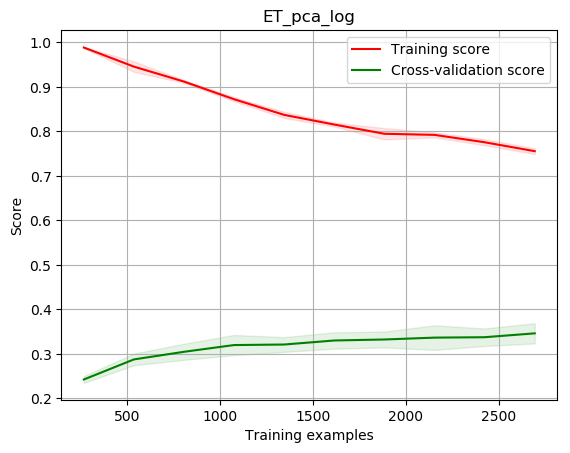 ET_pca_log
Training score
Cross-validation score
1.0
0.9
0.8
0.7
0.6
0.5
0.4
0.3
0.2
Score
500
1000
1500
2000
2500
Training examples